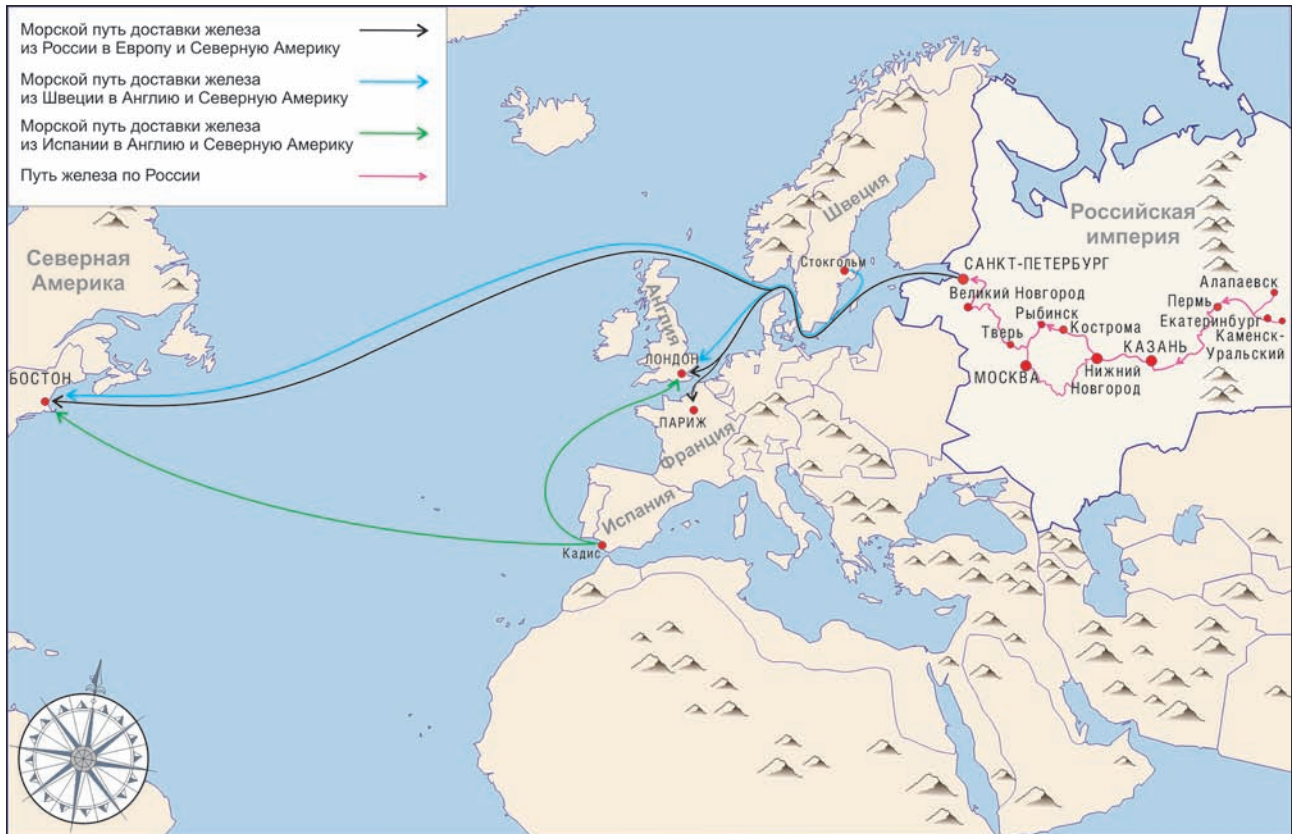 Морской путь доставки железа
из России в Европу и Северную Америку
Морской путь доставки железа
из Швеции в Англию и Северную Америку
Морской путь доставки железа
из Испании в Англию и Северную Америку
Путь железа по России
Северная
Америка
БОСТОН
Швеция
Стокгольм
Англия
ЛОНДОН
ПАРИЖ
Франция
Испания
Кадис
Российская
империя
САНКТ-ПЕТЕРБУРГ
Великий Новгород
Рыбинск
Тверь
Кострома
МОСКВА
Нижний
Новгород
КАЗАНЬ
Пермь
Алапаевск
Екатеринбург
Каменск-
Уральский